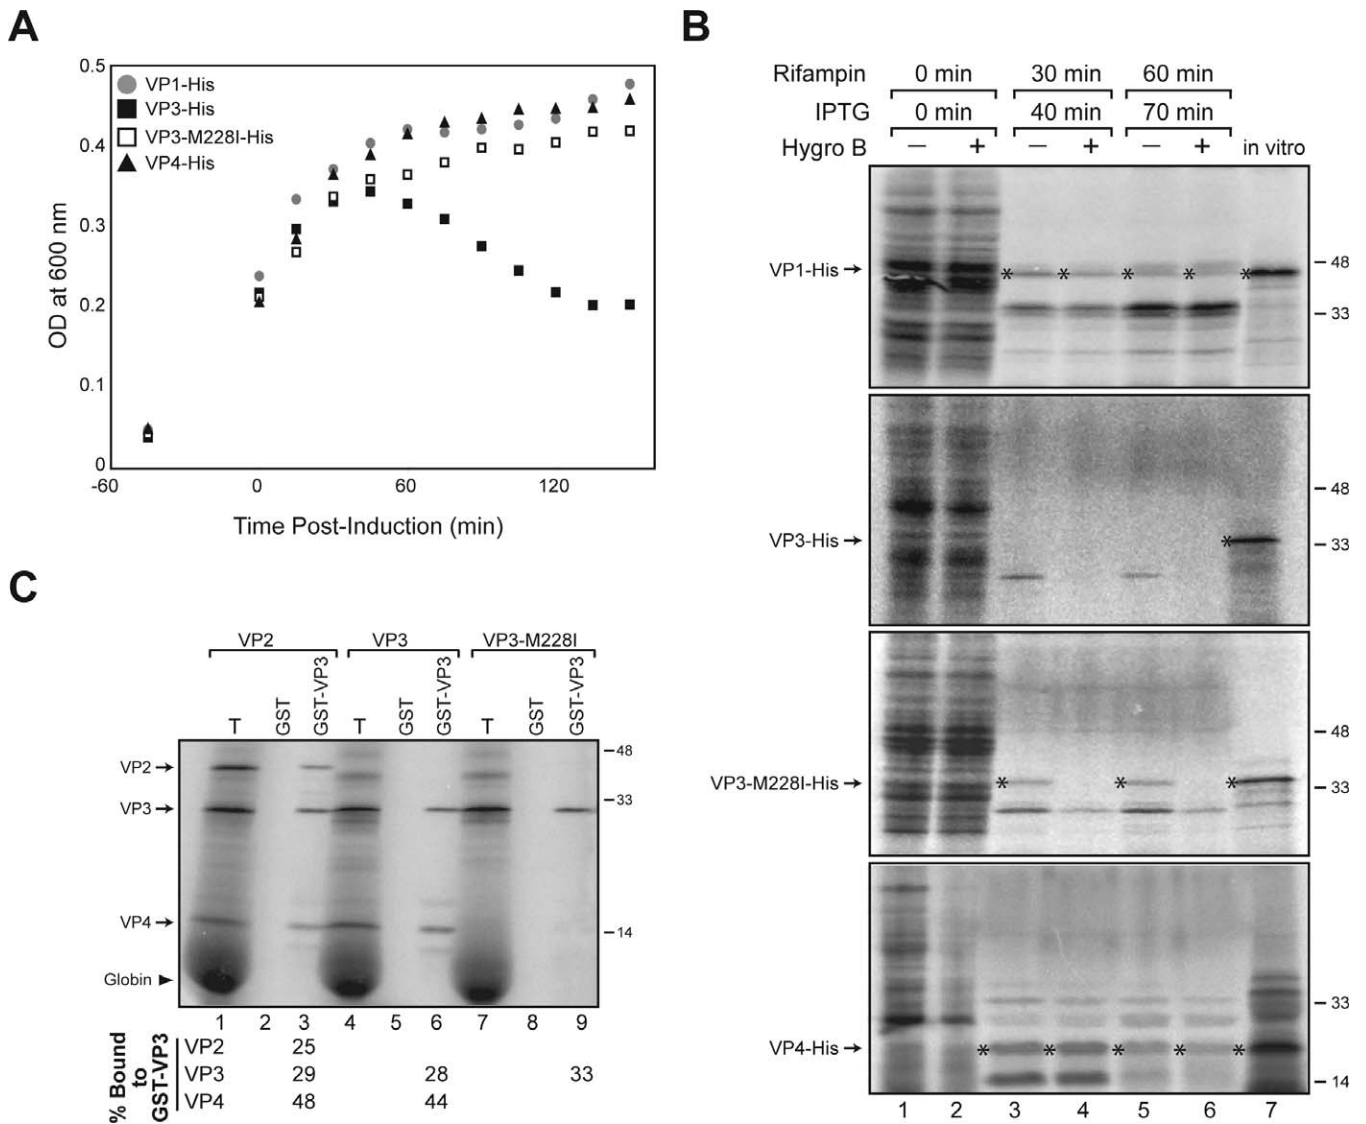 A
0.5
0.4
0.3
0.2
0.1
0
OD at 600 nm
VP1-His
VP3-His
VP3-M228I-His
VP4-His
-60 0 60 120
Time Post-Induction (min)
B
Rifampin 0 min 30 min 60 min
IPTG 0 min 40 min 70 min
Hygro B − + − + − + in vitro
VP1-His
* * * * *
48
33
VP3-His
*
48
33
VP3-M228I-His
* * *
48
33
VP4-His
* * * * *
33
14
1 2 3 4 5 6 7
C
VP2 VP3 VP3-M228I
T GST GST-VP3 T GST GST-VP3 T GST GST-VP3
VP2
VP3
VP4
Globin
48
33
14
1 2 3 4 5 6 7 8 9
% Bound
to
GST-VP3
VP2 25
VP3 29 28 33
VP4 48 44